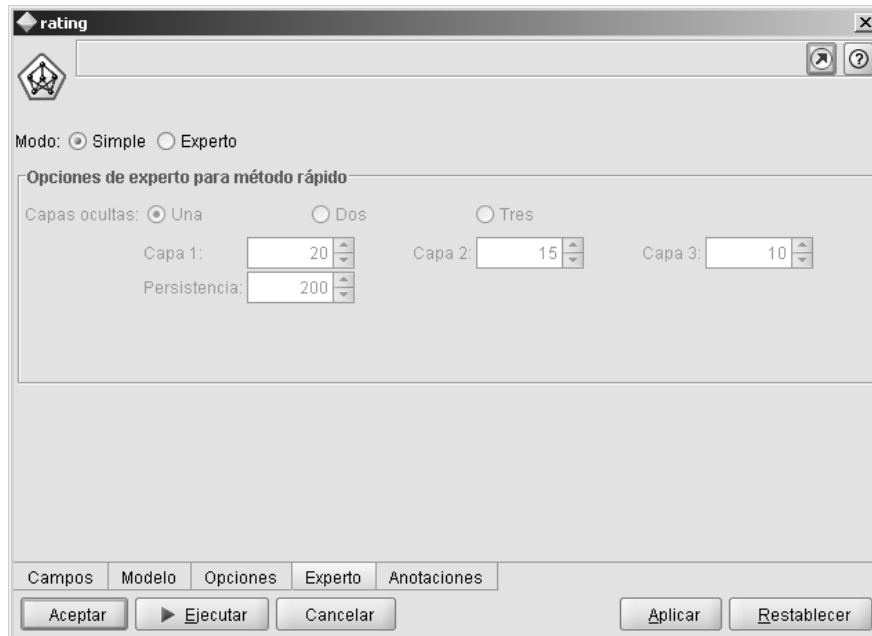 rating
Modo: Simple Experto
Opciones de experto para método rápido
Capas ocultas: Una Dos Tres
Capa 1: 20 Capa 2: 15 Capa 3: 10
Persistencia: 200
Campos Modelo Opciones Experto Anotaciones
Aceptar Ejecutar Cancelar Aplicar Restablecer